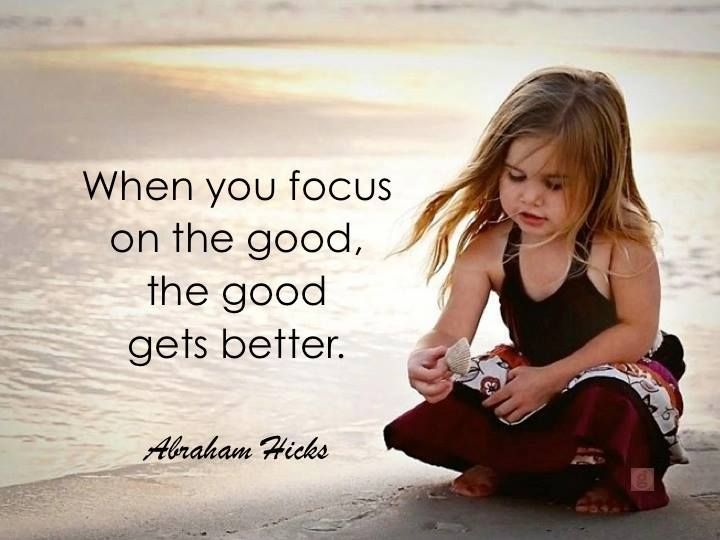 When you focus
on the good,
the good
gets better.
Abraham Hicks
g